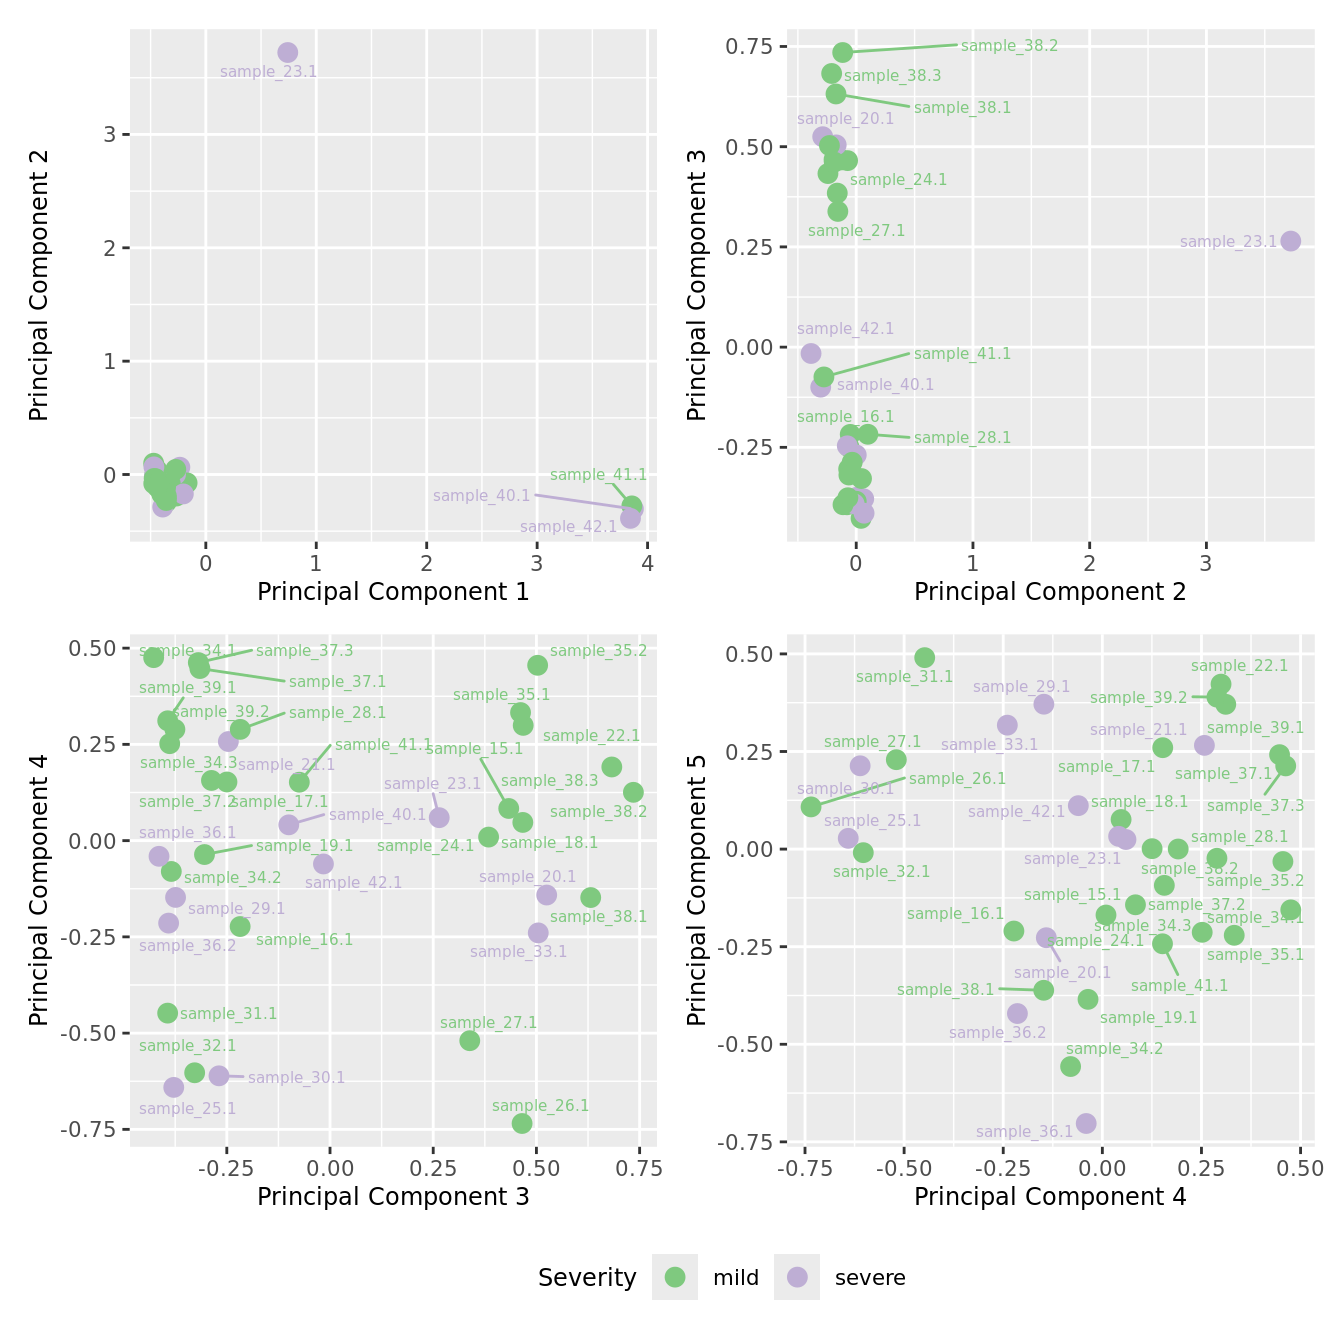 sample_23.1
sample_41.1
sample_40.1
sample_42.1
3
2
1
0
0
1
2
3
4
Principal Component 1
Principal Component 2
sample_38.2
sample_38.3
sample_38.1
sample_20.1
sample_24.1
sample_27.1
sample_23.1
sample_42.1
sample_41.1
sample_40.1
sample_16.1
sample_28.1
0.75
0.50
0.25
0.00
-0.25
0
1
2
3
Principal Component 2
Principal Component 3
sample_34.1
sample_37.3
sample_35.2
sample_37.1
sample_39.1
sample_35.1
sample_39.2
sample_28.1
sample_22.1
sample_41.1
sample_15.1
sample_34.3
sample_21.1
sample_23.1
sample_38.3
sample_37.2
sample_17.1
sample_38.2
sample_40.1
sample_36.1
sample_19.1
sample_24.1
sample_18.1
sample_34.2
sample_42.1
sample_20.1
sample_29.1
sample_38.1
sample_36.2
sample_16.1
sample_33.1
sample_31.1
sample_27.1
sample_32.1
sample_30.1
sample_25.1
sample_26.1
0.50
0.25
0.00
-0.25
-0.50
-0.75
-0.25
0.00
0.25
0.50
0.75
Principal Component 3
Principal Component 4
sample_22.1
sample_31.1
sample_29.1
sample_39.2
sample_21.1
sample_39.1
sample_27.1
sample_33.1
sample_17.1
sample_37.1
sample_26.1
sample_30.1
sample_18.1
sample_37.3
sample_42.1
sample_25.1
sample_28.1
sample_23.1
sample_32.1
sample_38.2
sample_35.2
sample_15.1
sample_37.2
sample_16.1
sample_34.1
sample_34.3
sample_24.1
sample_35.1
sample_20.1
sample_41.1
sample_38.1
sample_19.1
sample_36.2
sample_34.2
sample_36.1
0.50
0.25
0.00
-0.25
-0.50
-0.75
-0.75
-0.50
-0.25
0.00
0.25
0.50
Principal Component 4
Principal Component 5
Severity
mild
severe